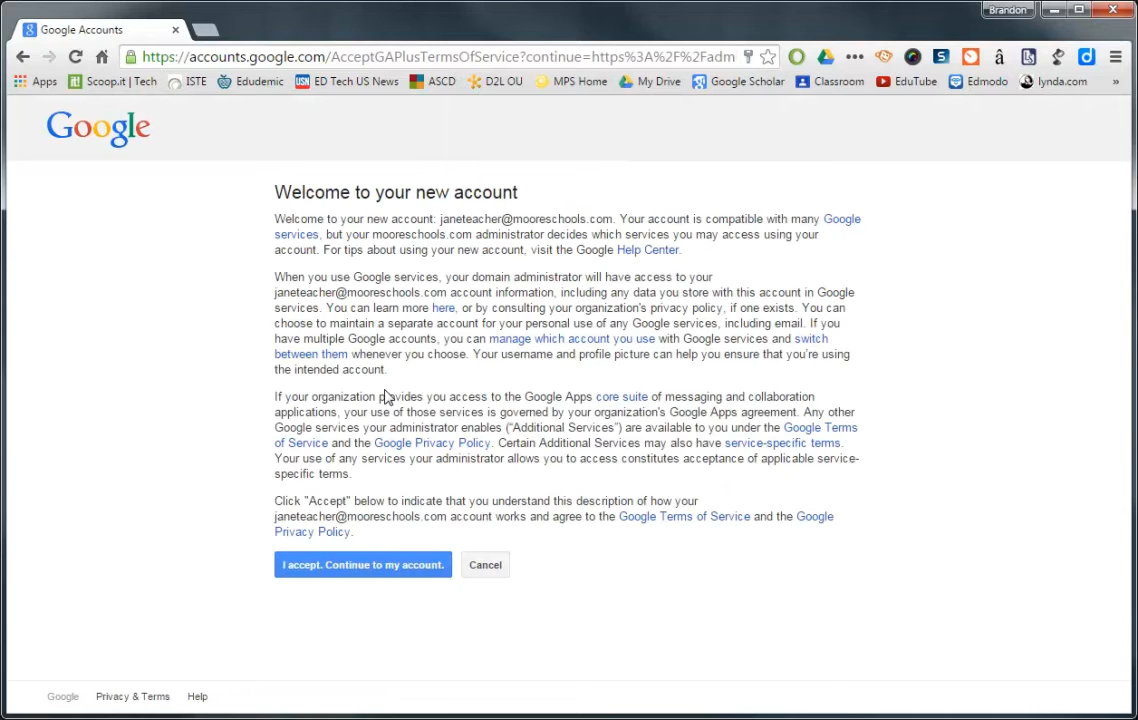 Brandon
Google Accounts
https://accounts.google.com/AcceptGAPlusTermsOfService?continue=https%3A%2F%2Fadm
Apps Scoop.it | Tech ISTE Edudemic ED Tech US News ASCD D2L OU MPS Home My Drive Google Scholar Classroom EduTube Edmodo lynda.com »
Google
Welcome to your new account
Welcome to your new account: janeteacher@mooreschools.com. Your account is compatible with many Google
services, but your mooreschools.com administrator decides which services you may access using your
account. For tips about using your new account, visit the Google Help Center.
When you use Google services, your domain administrator will have access to your
janeteacher@mooreschools.com account information, including any data you store with this account in Google
services. You can learn more here, or by consulting your organization's privacy policy, if one exists. You can
choose to maintain a separate account for your personal use of any Google services, including email. If you
have multiple Google accounts, you can manage which account you use with Google services and switch
between them whenever you choose. Your username and profile picture can help you ensure that you're using
the intended account.
If your organization provides you access to the Google Apps core suite of messaging and collaboration
applications, your use of those services is governed by your organization's Google Apps agreement. Any other
Google services your administrator enables ("Additional Services") are available to you under the Google Terms
of Service and the Google Privacy Policy. Certain Additional Services may also have service-specific terms.
Your use of any services your administrator allows you to access constitutes acceptance of applicable service-
specific terms.
Click "Accept" below to indicate that you understand this description of how your
janeteacher@mooreschools.com account works and agree to the Google Terms of Service and the Google
Privacy Policy.
I accept. Continue to my account. Cancel
Google Privacy & Terms Help